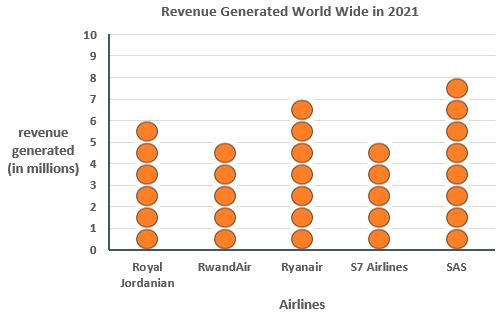 Revenue Generated World Wide in 2021
10
9
8
7
6
5
4
3
2
1
0
revenue
generated
(in millions)
Royal
Jordanian
RwandAir
Ryanair
S7 Airlines
SAS
Airlines